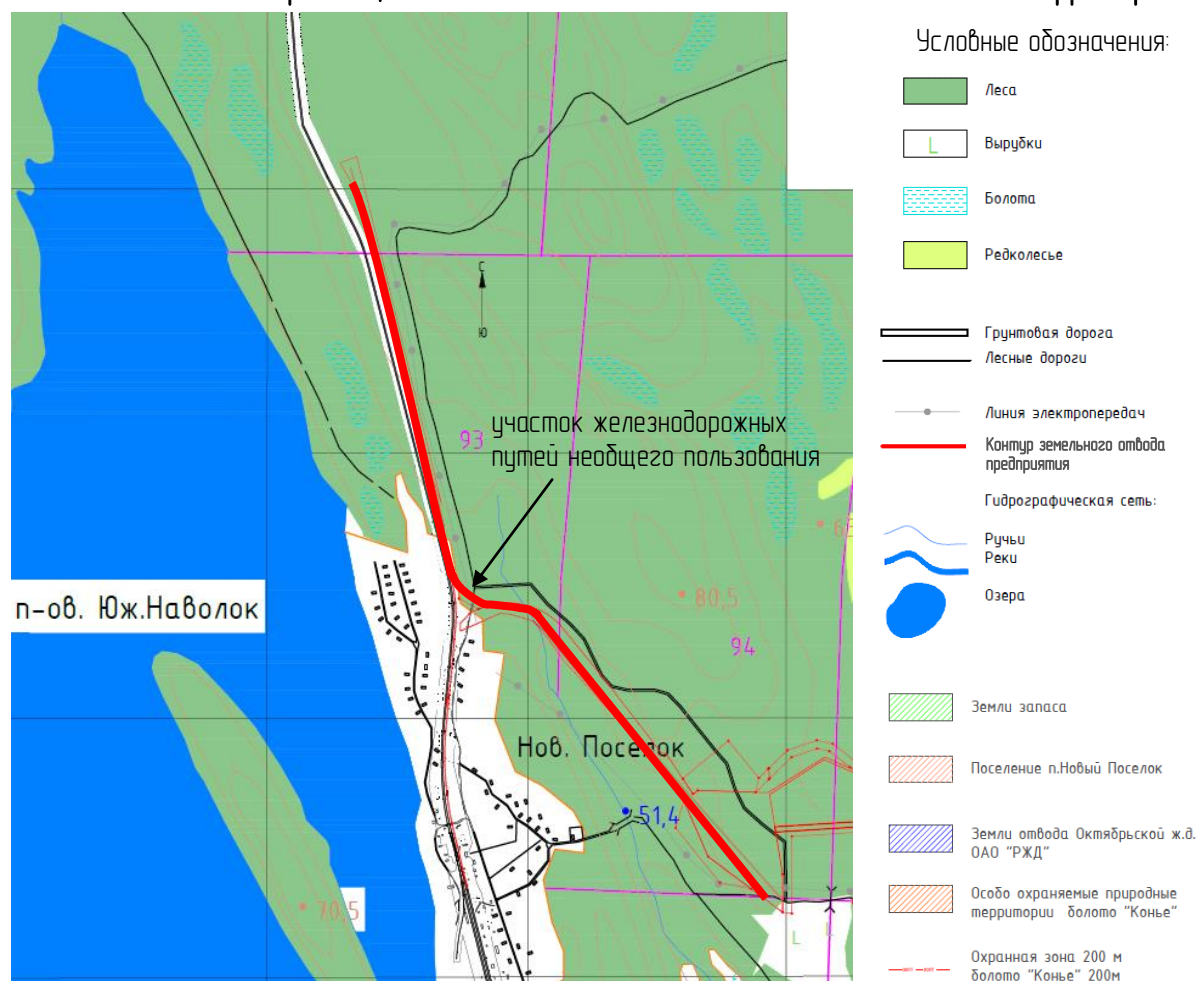 Условные обозначения:
Леса
L
Вырубки
Болота
Редколесье
Грунтовая дорога
Лесные дороги
Линия электропередач
Контур земельного отвода
предприятия
Гидрографическая сеть:
Ручьи
Реки
Озера
Земли запаса
Поселение п.Новый Поселок
Земли отвода Октябрьской ж.д.
ОАО "РЖД"
Особо охраняемые природные
территории болото "Конье"
Охранная зона 200 м
болото "Конье" 200м
С
Ю
участок железнодорожных
путей необщего пользования
93
п-ов. Юж.Наволок
80,5
94
Нов. Поселок
51,4
70,5
L
L